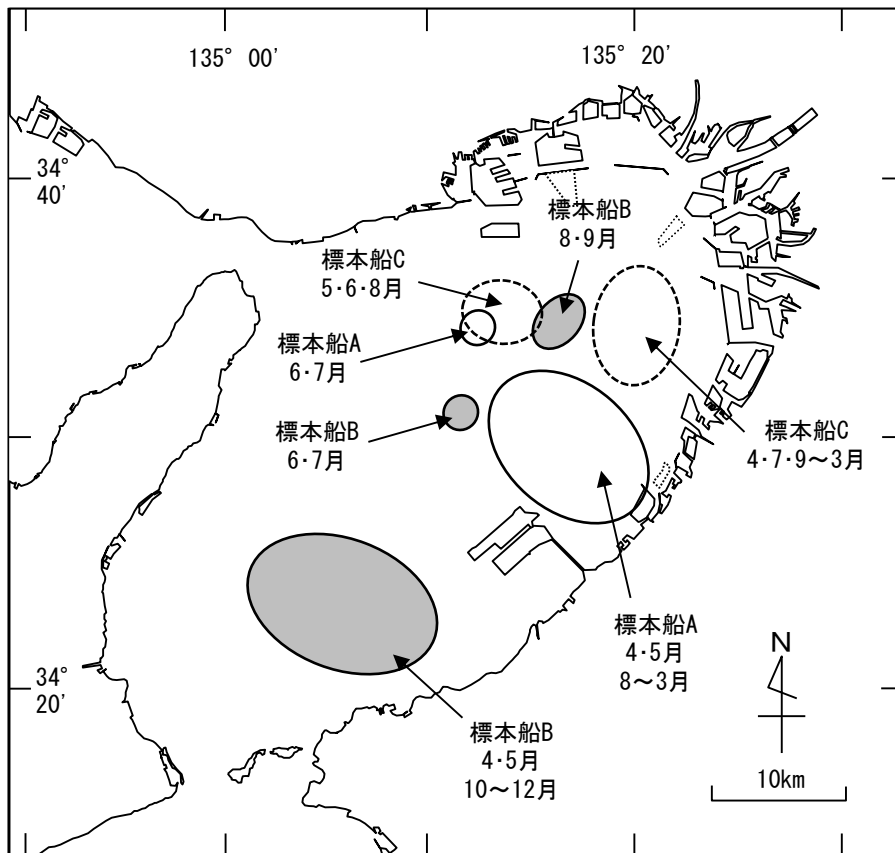 135° 00'
135° 20'
34°
40'
標本船B
8・9月
標本船C
5・6・8月
標本船A
6・7月
標本船B
6・7月
標本船C
4・7・9～3月
標本船A
4・5月
8～3月
34°
20'
標本船B
4・5月
10～12月
N
10km